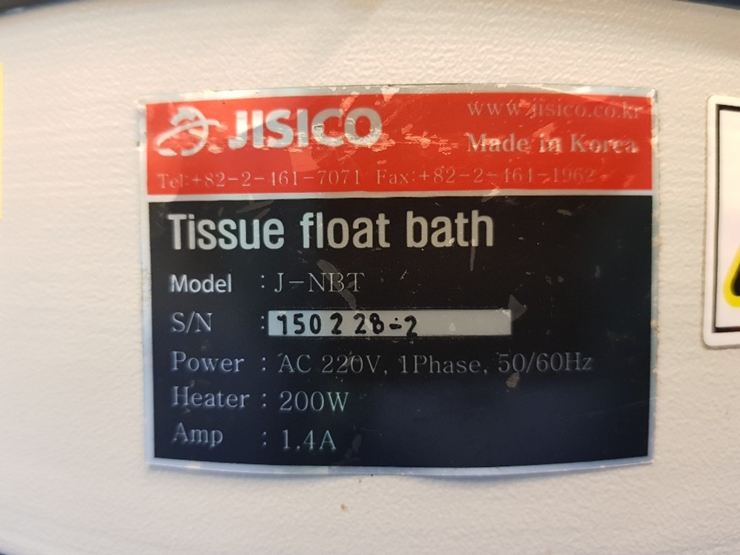 www.jisico.co.kr
JISICO
Made in Korea
Tel:+82-2-461-7071 Fax:+82-2-461-1962
Tissue float bath
Model : J-NBT
S/N : 150228-2
Power : AC 220V, 1Phase, 50/60Hz
Heater : 200W
Amp : 1.4A